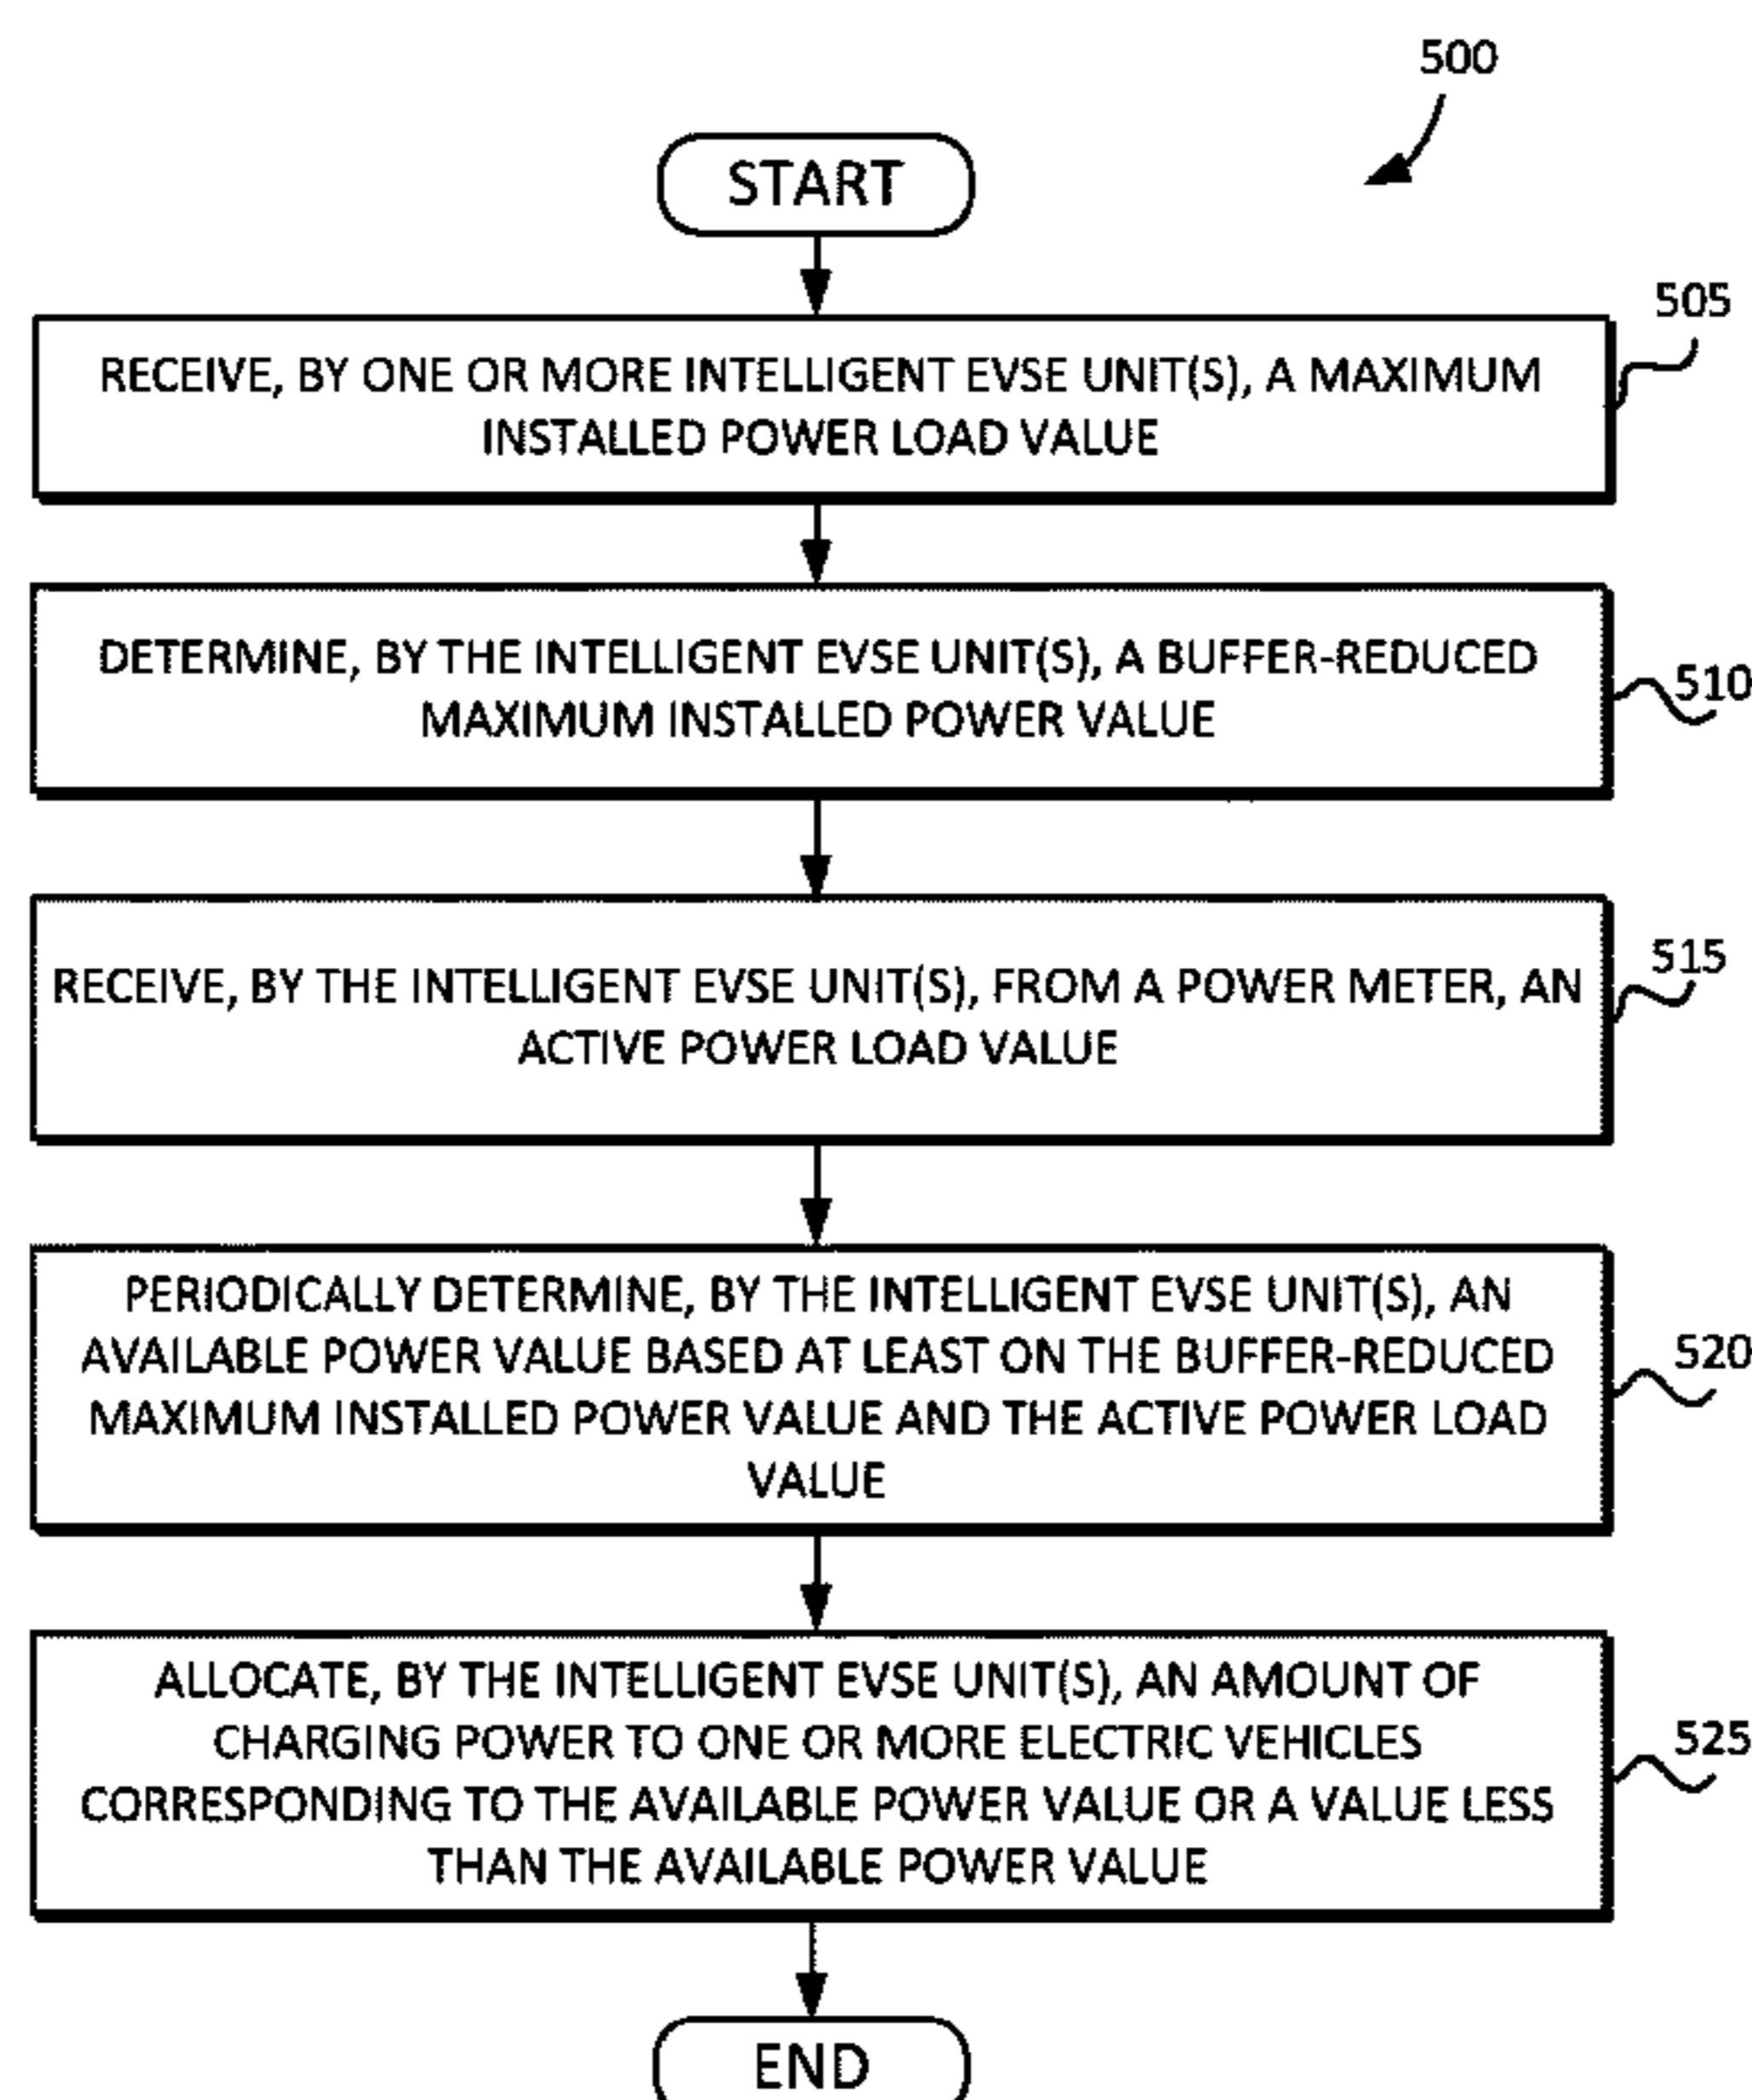 500
START
505
RECEIVE, BY ONE OR MORE INTELLIGENT EVSE UNIT(S), A MAXIMUM
INSTALLED POWER LOAD VALUE
DETERMINE, BY THE INTELLIGENT EVSE UNIT(S), A BUFFER-REDUCED
MAXIMUM INSTALLED POWER VALUE
510
RECEIVE, BY THE INTELLIGENT EVSE UNIT(S), FROM A POWER METER, AN
ACTIVE POWER LOAD VALUE
515
PERIODICALLY DETERMINE, BY THE INTELLIGENT EVSE UNIT(S), AN
AVAILABLE POWER VALUE BASED AT LEAST ON THE BUFFER-REDUCED
MAXIMUM INSTALLED POWER VALUE AND THE ACTIVE POWER LOAD
VALUE
520
ALLOCATE, BY THE INTELLIGENT EVSE UNIT(S), AN AMOUNT OF
CHARGING POWER TO ONE OR MORE ELECTRIC VEHICLES
CORRESPONDING TO THE AVAILABLE POWER VALUE OR A VALUE LESS
THAN THE AVAILABLE POWER VALUE
525
END